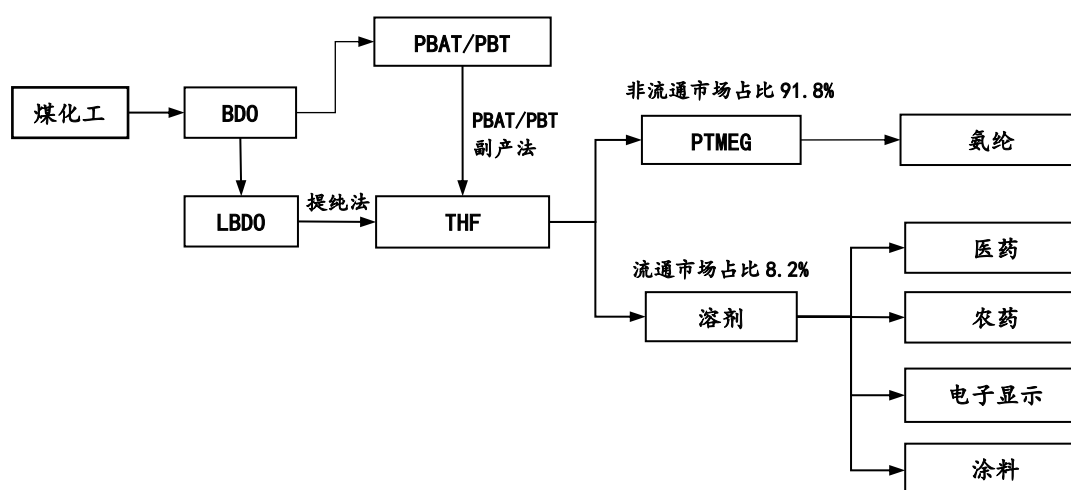 PBAT/PBT
煤化工
BDO
非流通市场占比 91.8%
PBAT/PBT
副产法
PTMEG
氨纶
LBDO
提纯法
THF
流通市场占比 8.2%
医药
溶剂
农药
电子显示
涂料